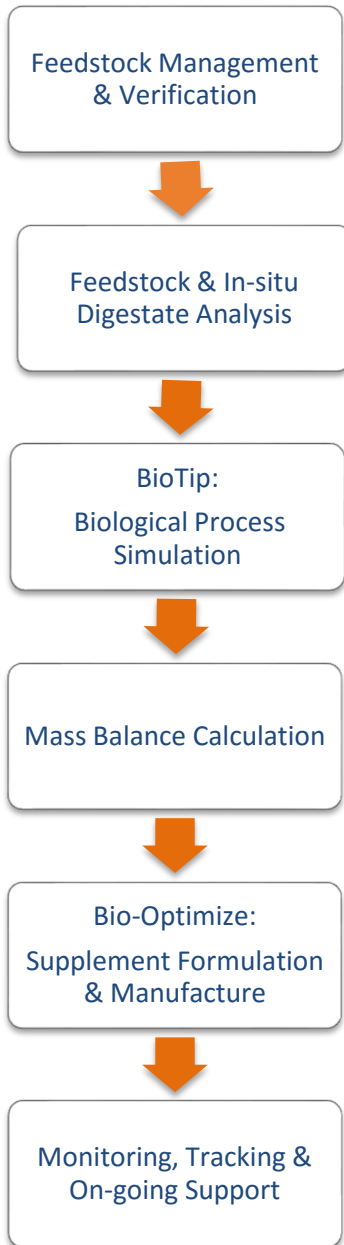 Feedstock Management
& Verification
Feedstock & In-situ
Digestate Analysis
BioTip:
Biological Process
Simulation
Mass Balance Calculation
Bio-Optimize:
Supplement Formulation
& Manufacture
Monitoring, Tracking &
On-going Support